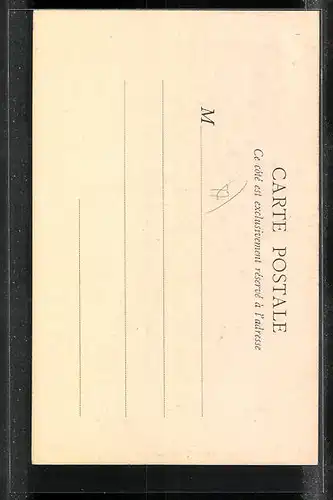 CARTE POSTALE
Ce côté est exclusivement réservé à l'adresse
M